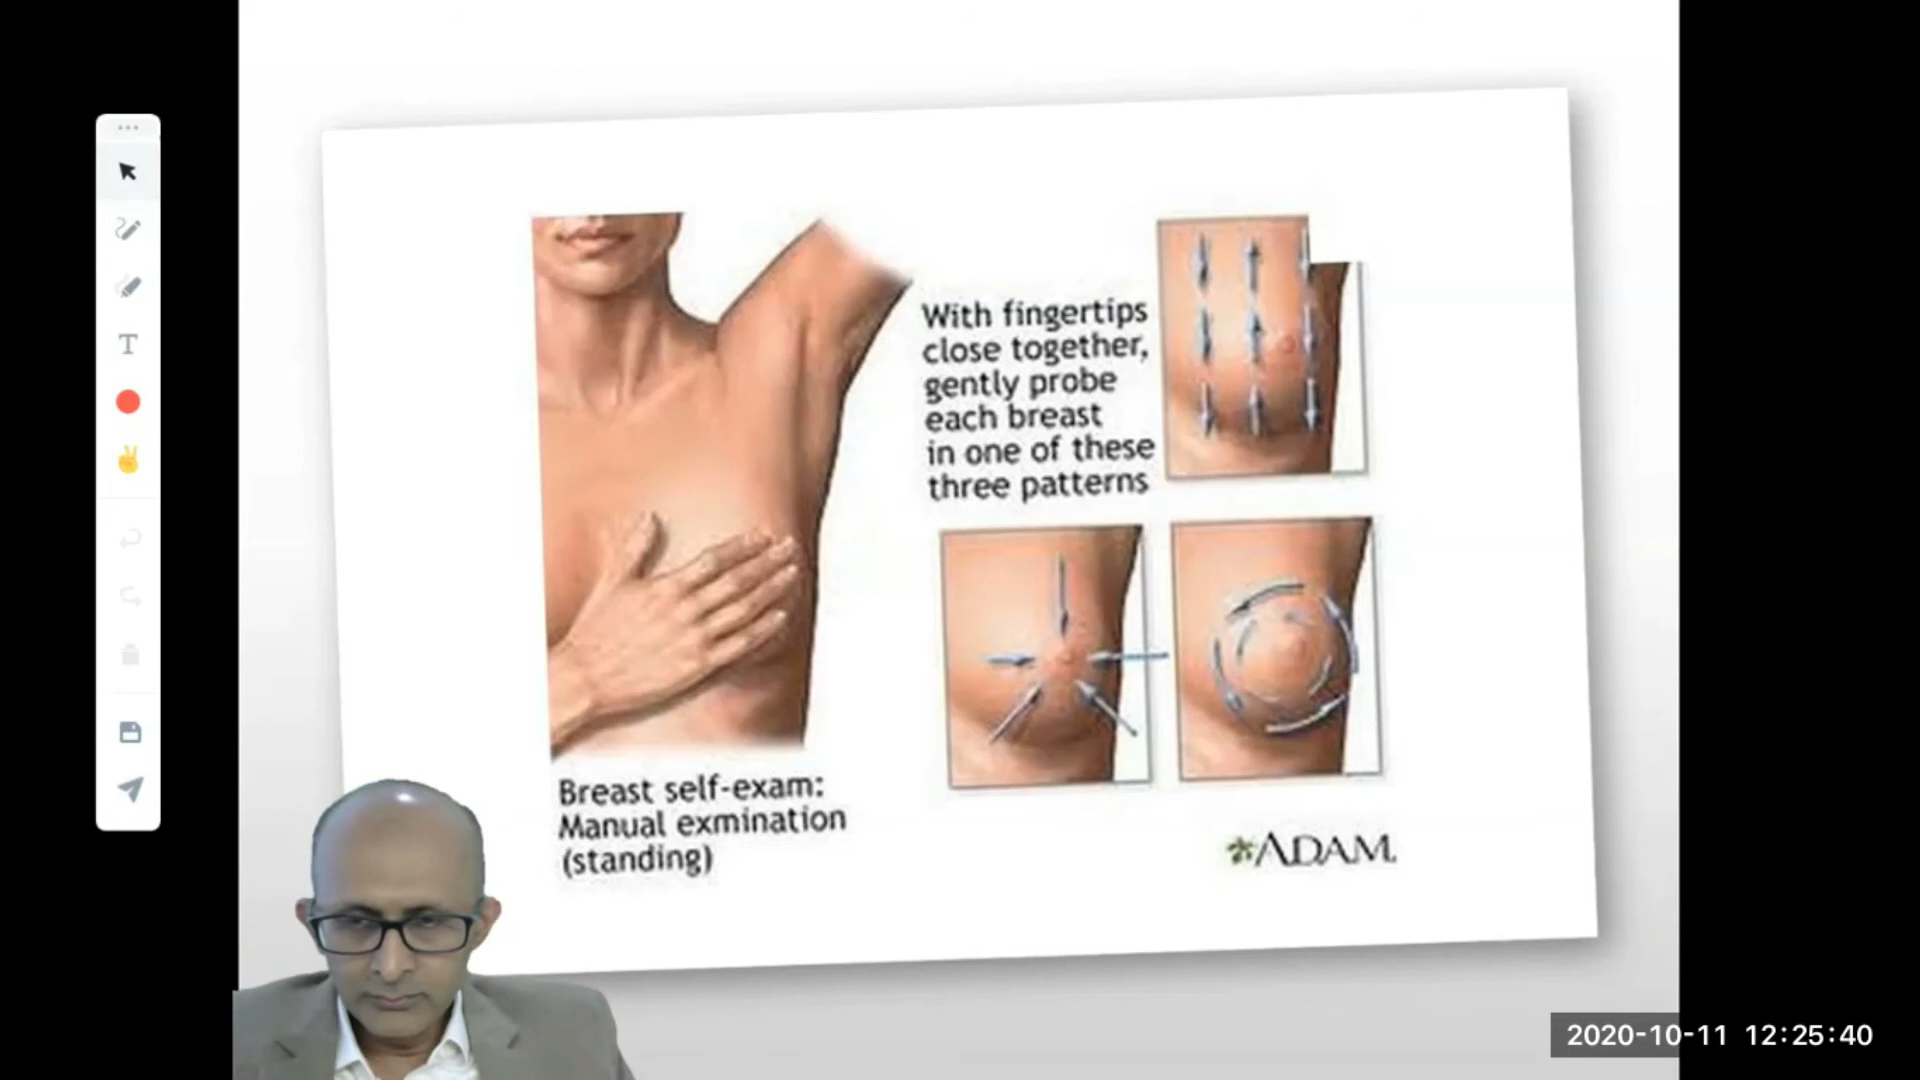 With fingertips
close together,
gently probe
each breast
in one of these
three patterns
Breast self-exam:
Manual exmination
(standing)
ADAM.
T
2020-10-11 12:25:40